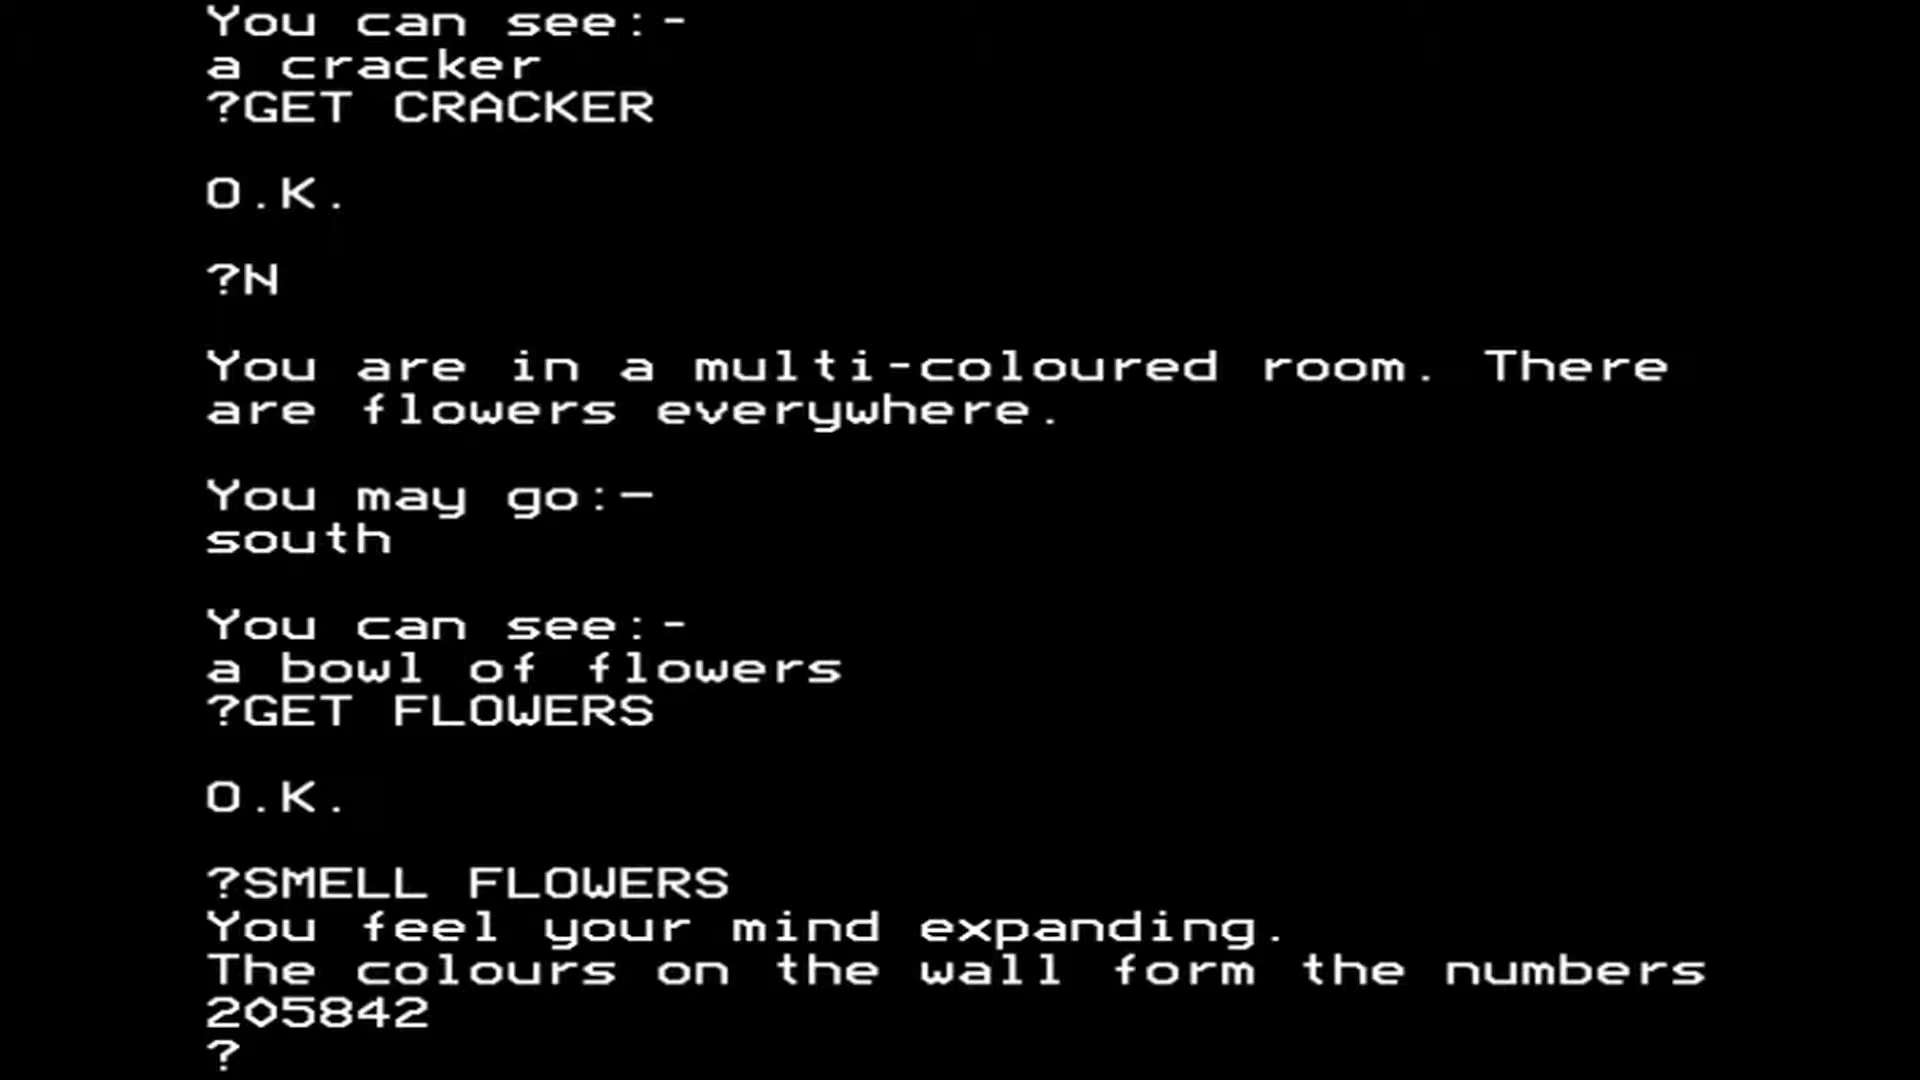 You can see:-
a cracker
?GET CRACKER
O.K.
?N
You are in a multi-coloured room. There
are flowers everywhere.
You may go:—
south
You can see:-
a bowl of flowers
?GET FLOWERS
O.K.
?SMELL FLOWERS
You feel your mind expanding.
The colours on the wall form the numbers
205842
?